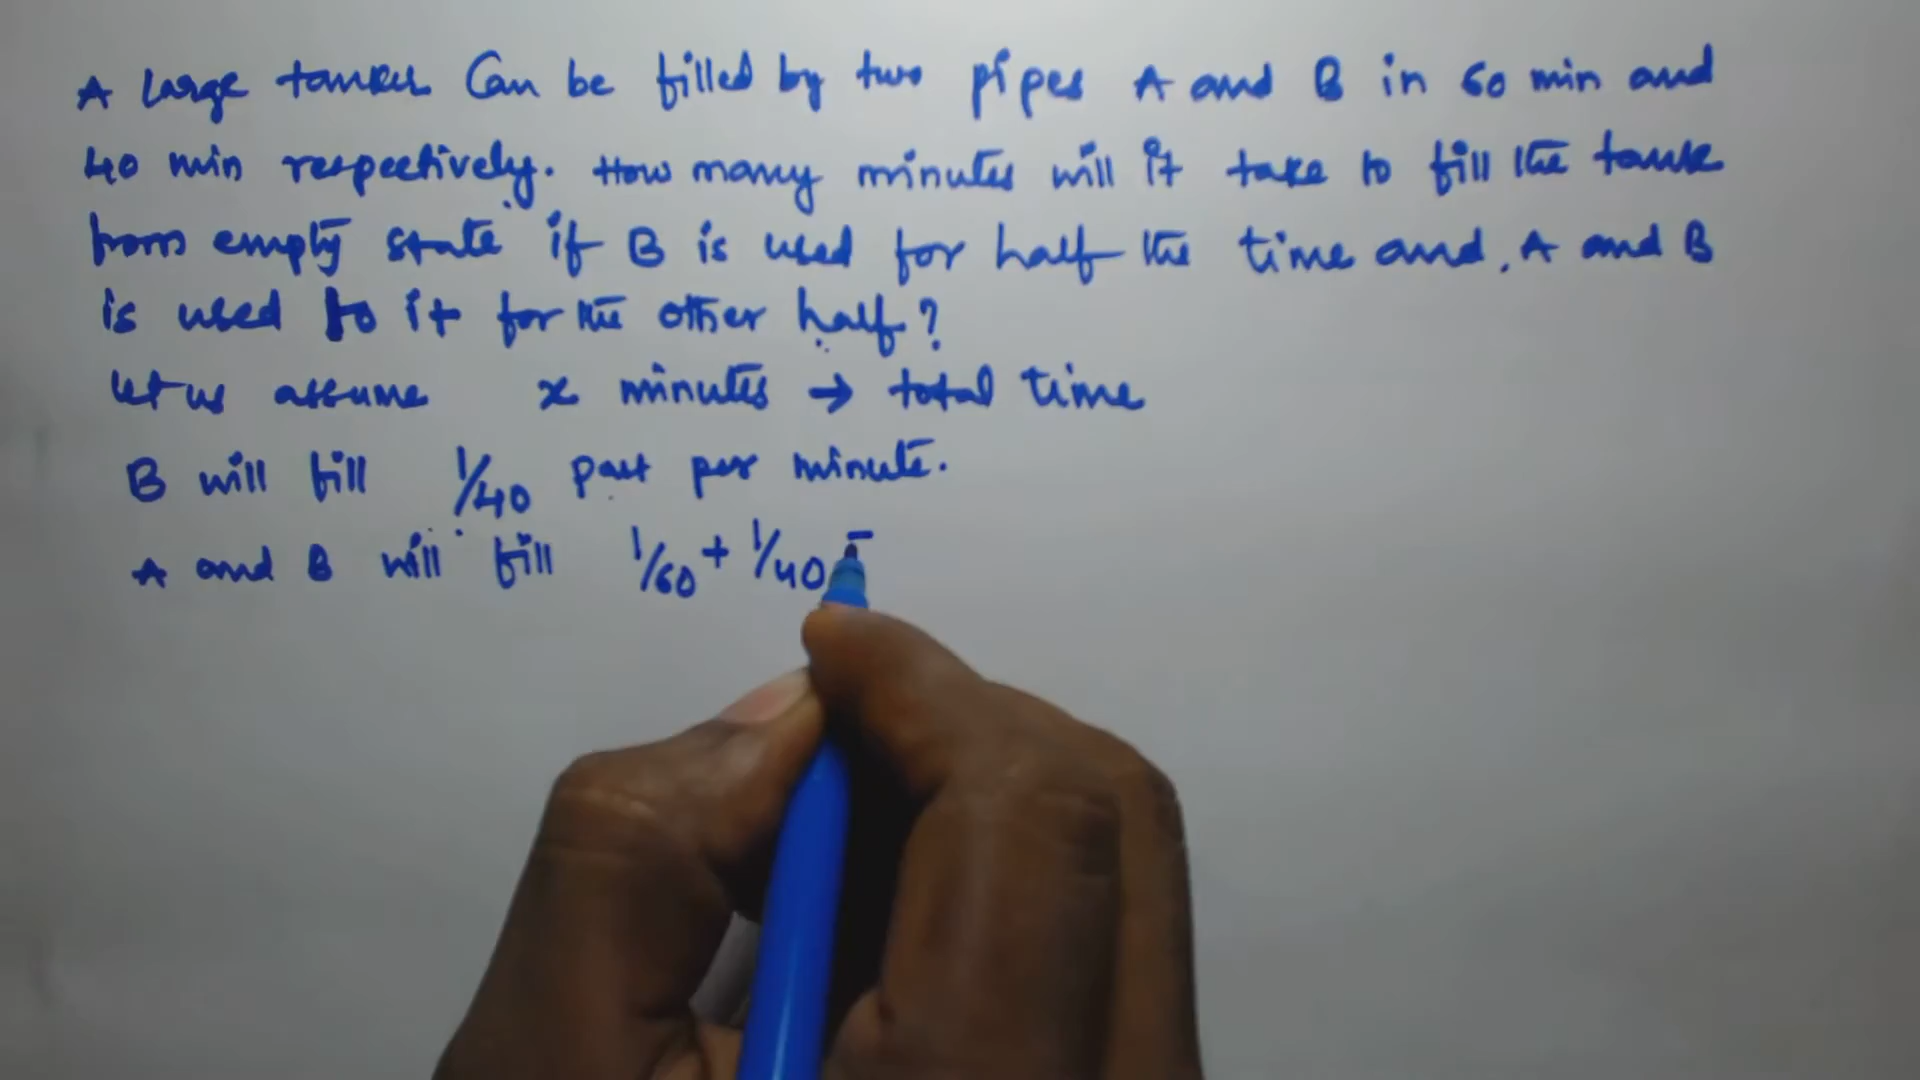 A large tanker can be filled by two pipes A and B in 60 min and
40 min respectively. How many minutes will it take to fill the tank
from empty state if B is used for half the time and, A and B
is used to it for the other half?
Let us assume x minutes → total time
B will fill 1/40 part per minute.
A and B will fill 1/60 + 1/40 -